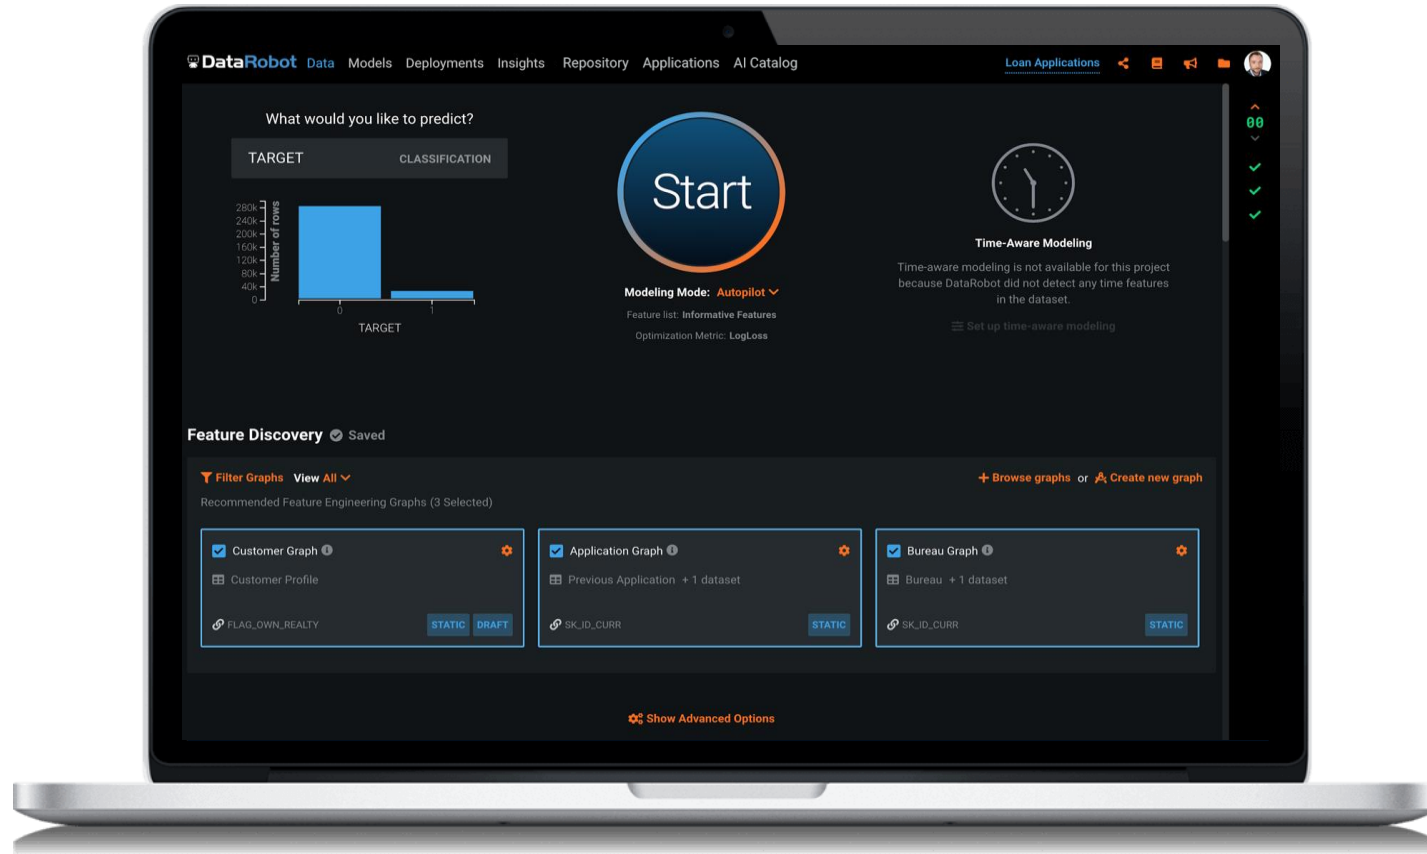 DataRobot Data Models Deployments Insights Repository Applications AI Catalog Loan Applications
What would you like to predict?
TARGET CLASSIFICATION
280k
240k
200k
160k
120k
80k
40k
0
Number of rows
0 1
TARGET
Start
Modeling Mode: Autopilot
Feature list: Informative Features
Optimization Metric: LogLoss
Time-Aware Modeling
Time-aware modeling is not available for this project
because DataRobot did not detect any time features
in the dataset.
Set up time-aware modeling
00
Feature Discovery Saved
Filter Graphs View All + Browse graphs or Create new graph
Recommended Feature Engineering Graphs (3 Selected)
Customer Graph
Customer Profile
FLAG_OWN_REALTY STATIC DRAFT
Application Graph
Previous Application + 1 dataset
SK_ID_CURR STATIC
Bureau Graph
Bureau + 1 dataset
SK_ID_CURR STATIC
Show Advanced Options